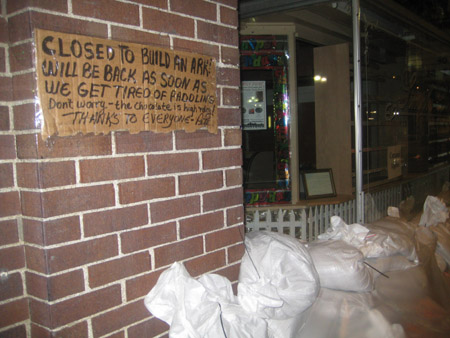 CLOSED TO BUILD AN ARK!
WILL BE BACK AS SOON AS
WE GET TIRED OF PADDLING
Dont worry - the chocolate is high + dry!
THANKS TO EVERYONE -